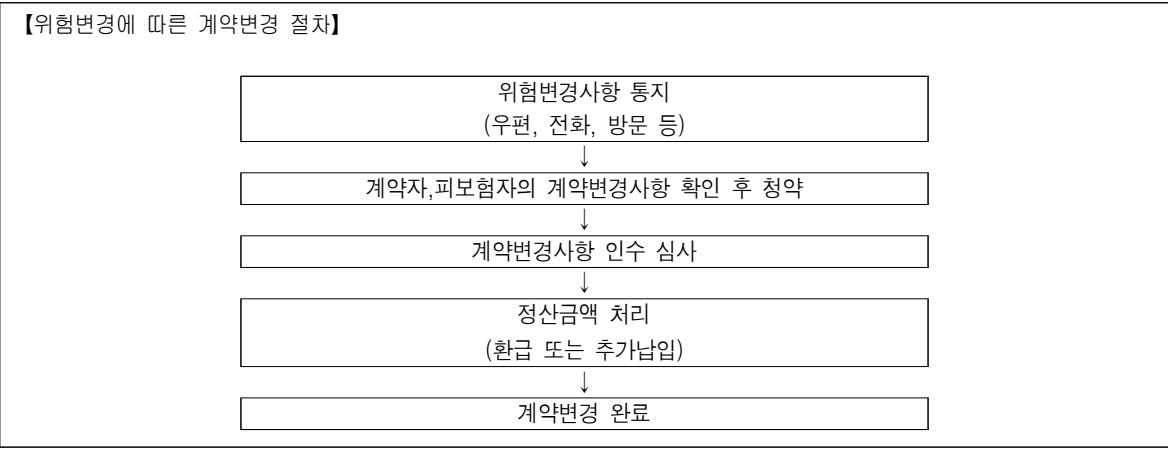 【위험변경에 따른 계약변경 절차】
위험변경사항 통지
(우편, 전화, 방문 등)
↓
계약자,피보험자의 계약변경사항 확인 후 청약
↓
계약변경사항 인수 심사
↓
정산금액 처리
(환급 또는 추가납입)
↓
계약변경 완료